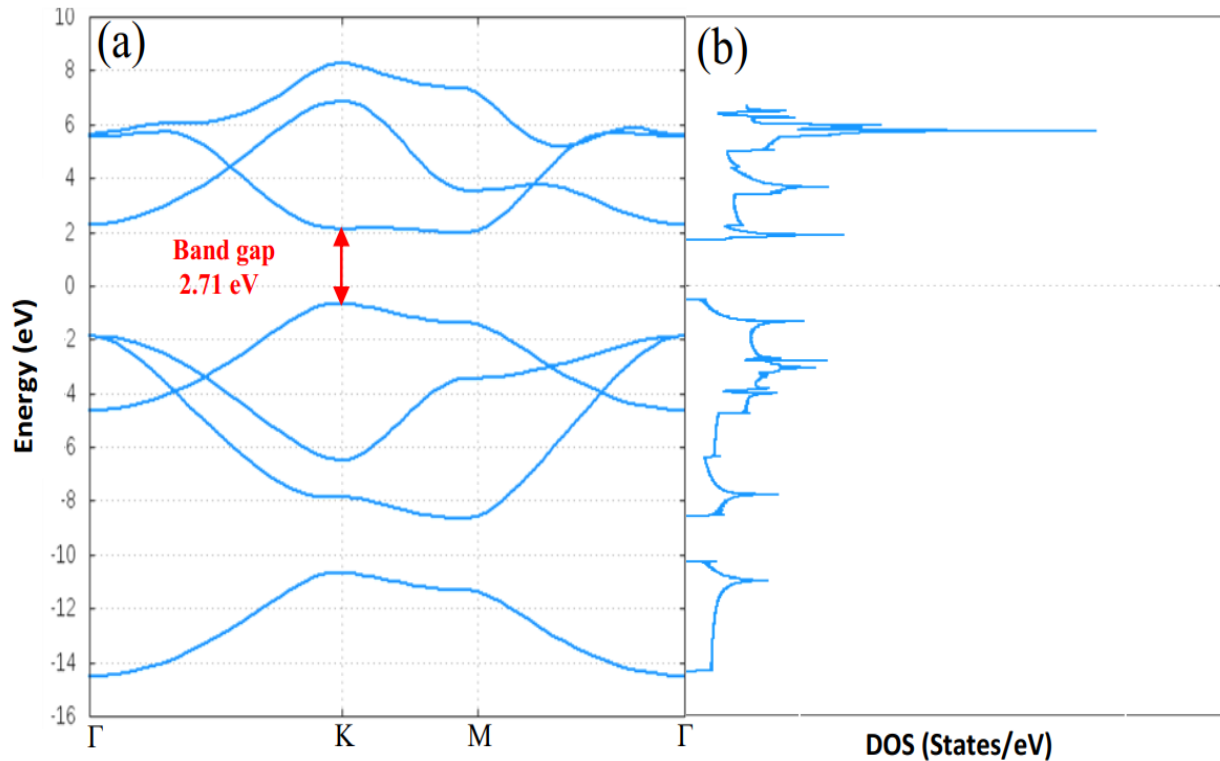 (a)
(b)
10
8
6
4
2
0
2
4
-6
-8
-10
-12
-14
-16
Energy (eV)
Band gap
2.71 eV
Γ K M Γ
DOS (States/eV)